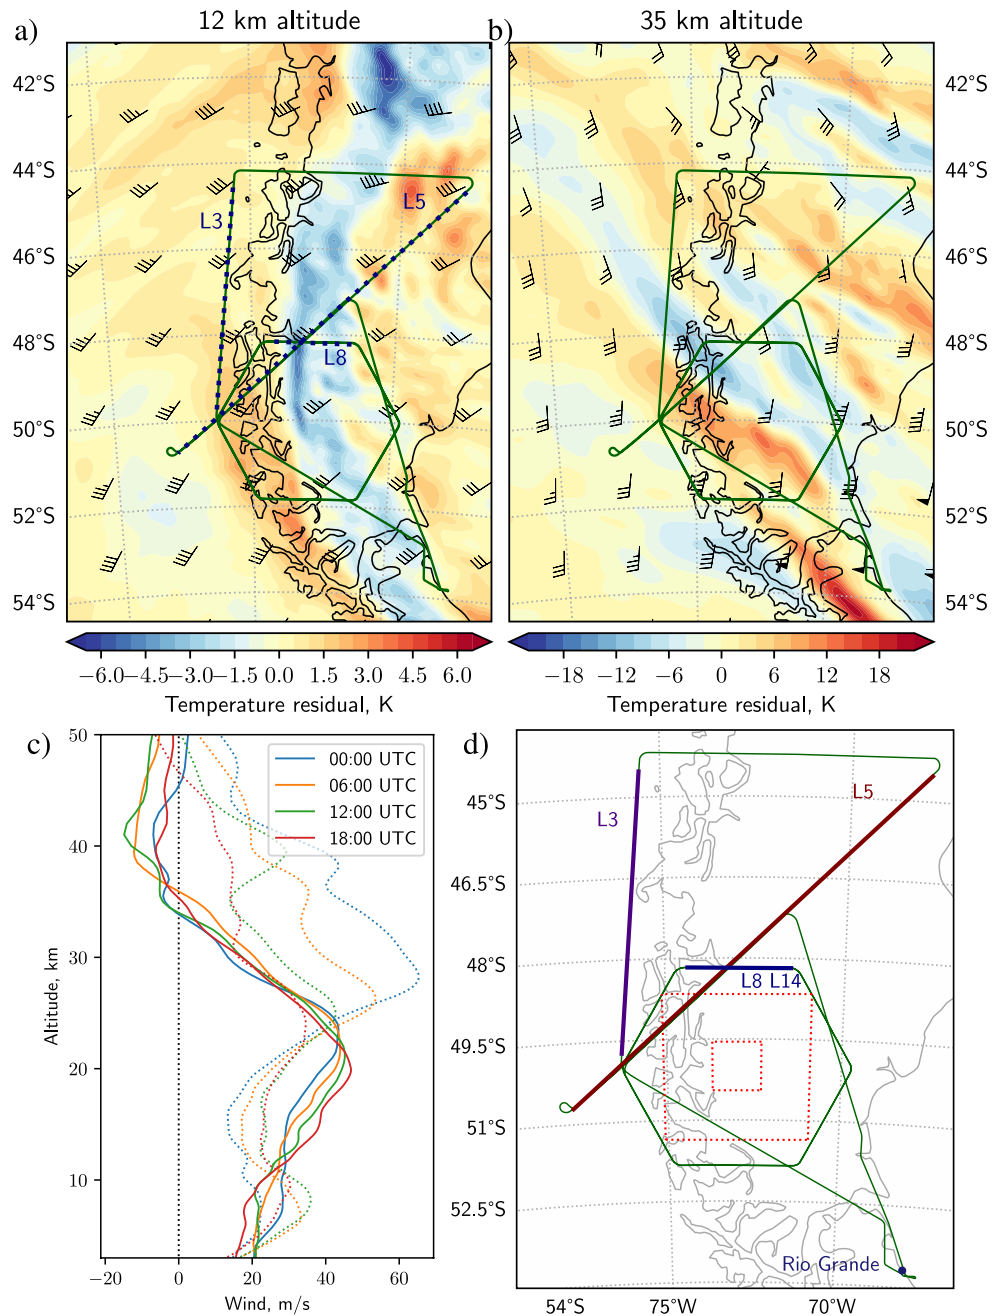 a)
12 km altitude
b)
35 km altitude
42°S
44°S
46°S
48°S
50°S
52°S
54°S
L3
L5
L8
42°S
44°S
46°S
48°S
50°S
52°S
54°S
−6.0 −4.5 −3.0 −1.5 0.0 1.5 3.0 4.5 6.0
Temperature residual, K
−18 −12 −6 0 6 12 18
Temperature residual, K
c)
50
40
30
20
10
Altitude, km
00:00 UTC
06:00 UTC
12:00 UTC
18:00 UTC
−20 0 20 40 60
Wind, m/s
d)
45°S
46.5°S
48°S
49.5°S
51°S
52.5°S
L3
L5
L8 L14
Rio Grande
54°S 75°W 70°W